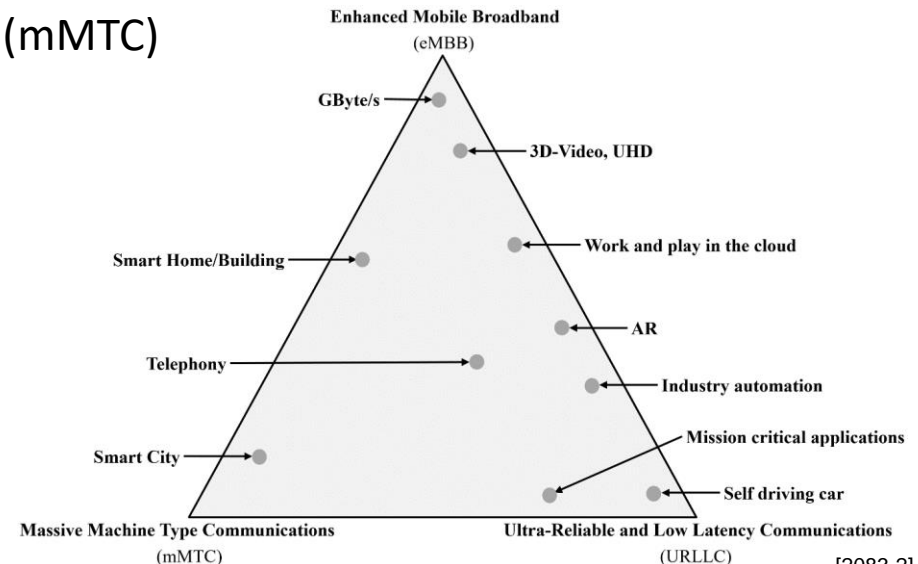 (mMTC)
Enhanced Mobile Broadband
(eMBB)
GByte/s
3D-Video, UHD
Work and play in the cloud
Smart Home/Building
AR
Telephony
Industry automation
Mission critical applications
Smart City
Self driving car
Massive Machine Type Communications
(mMTC)
Ultra-Reliable and Low Latency Communications
(URLLC)